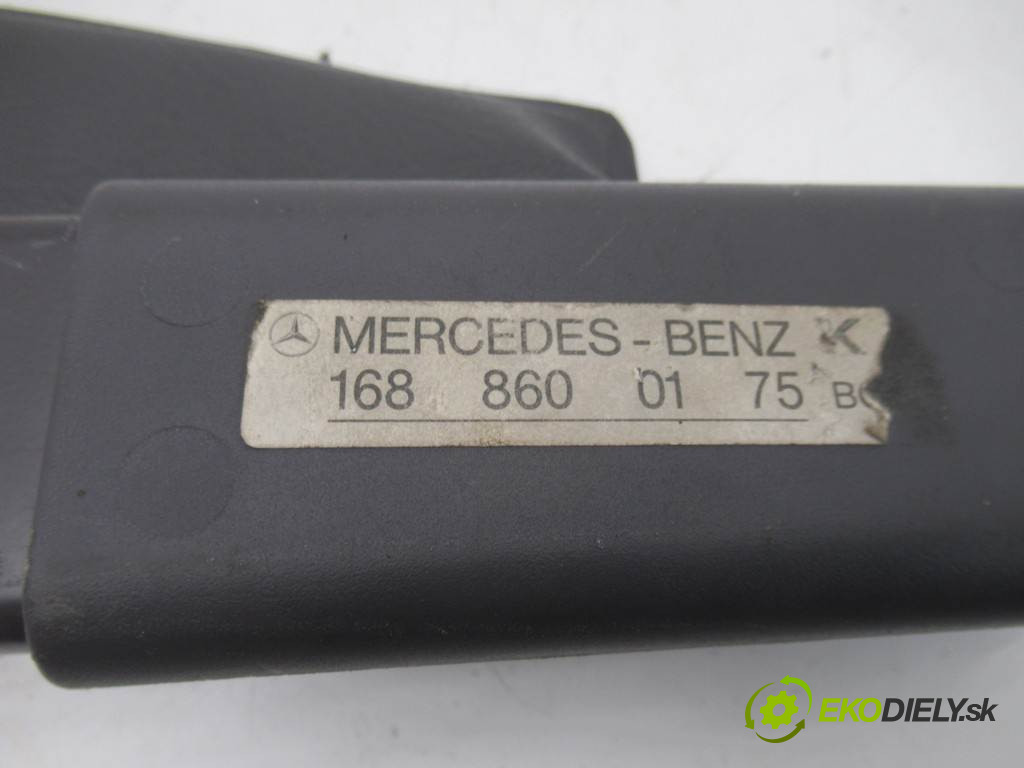 MERCEDES-BENZ K
168 860 01 75 B
EKODIELY.sk